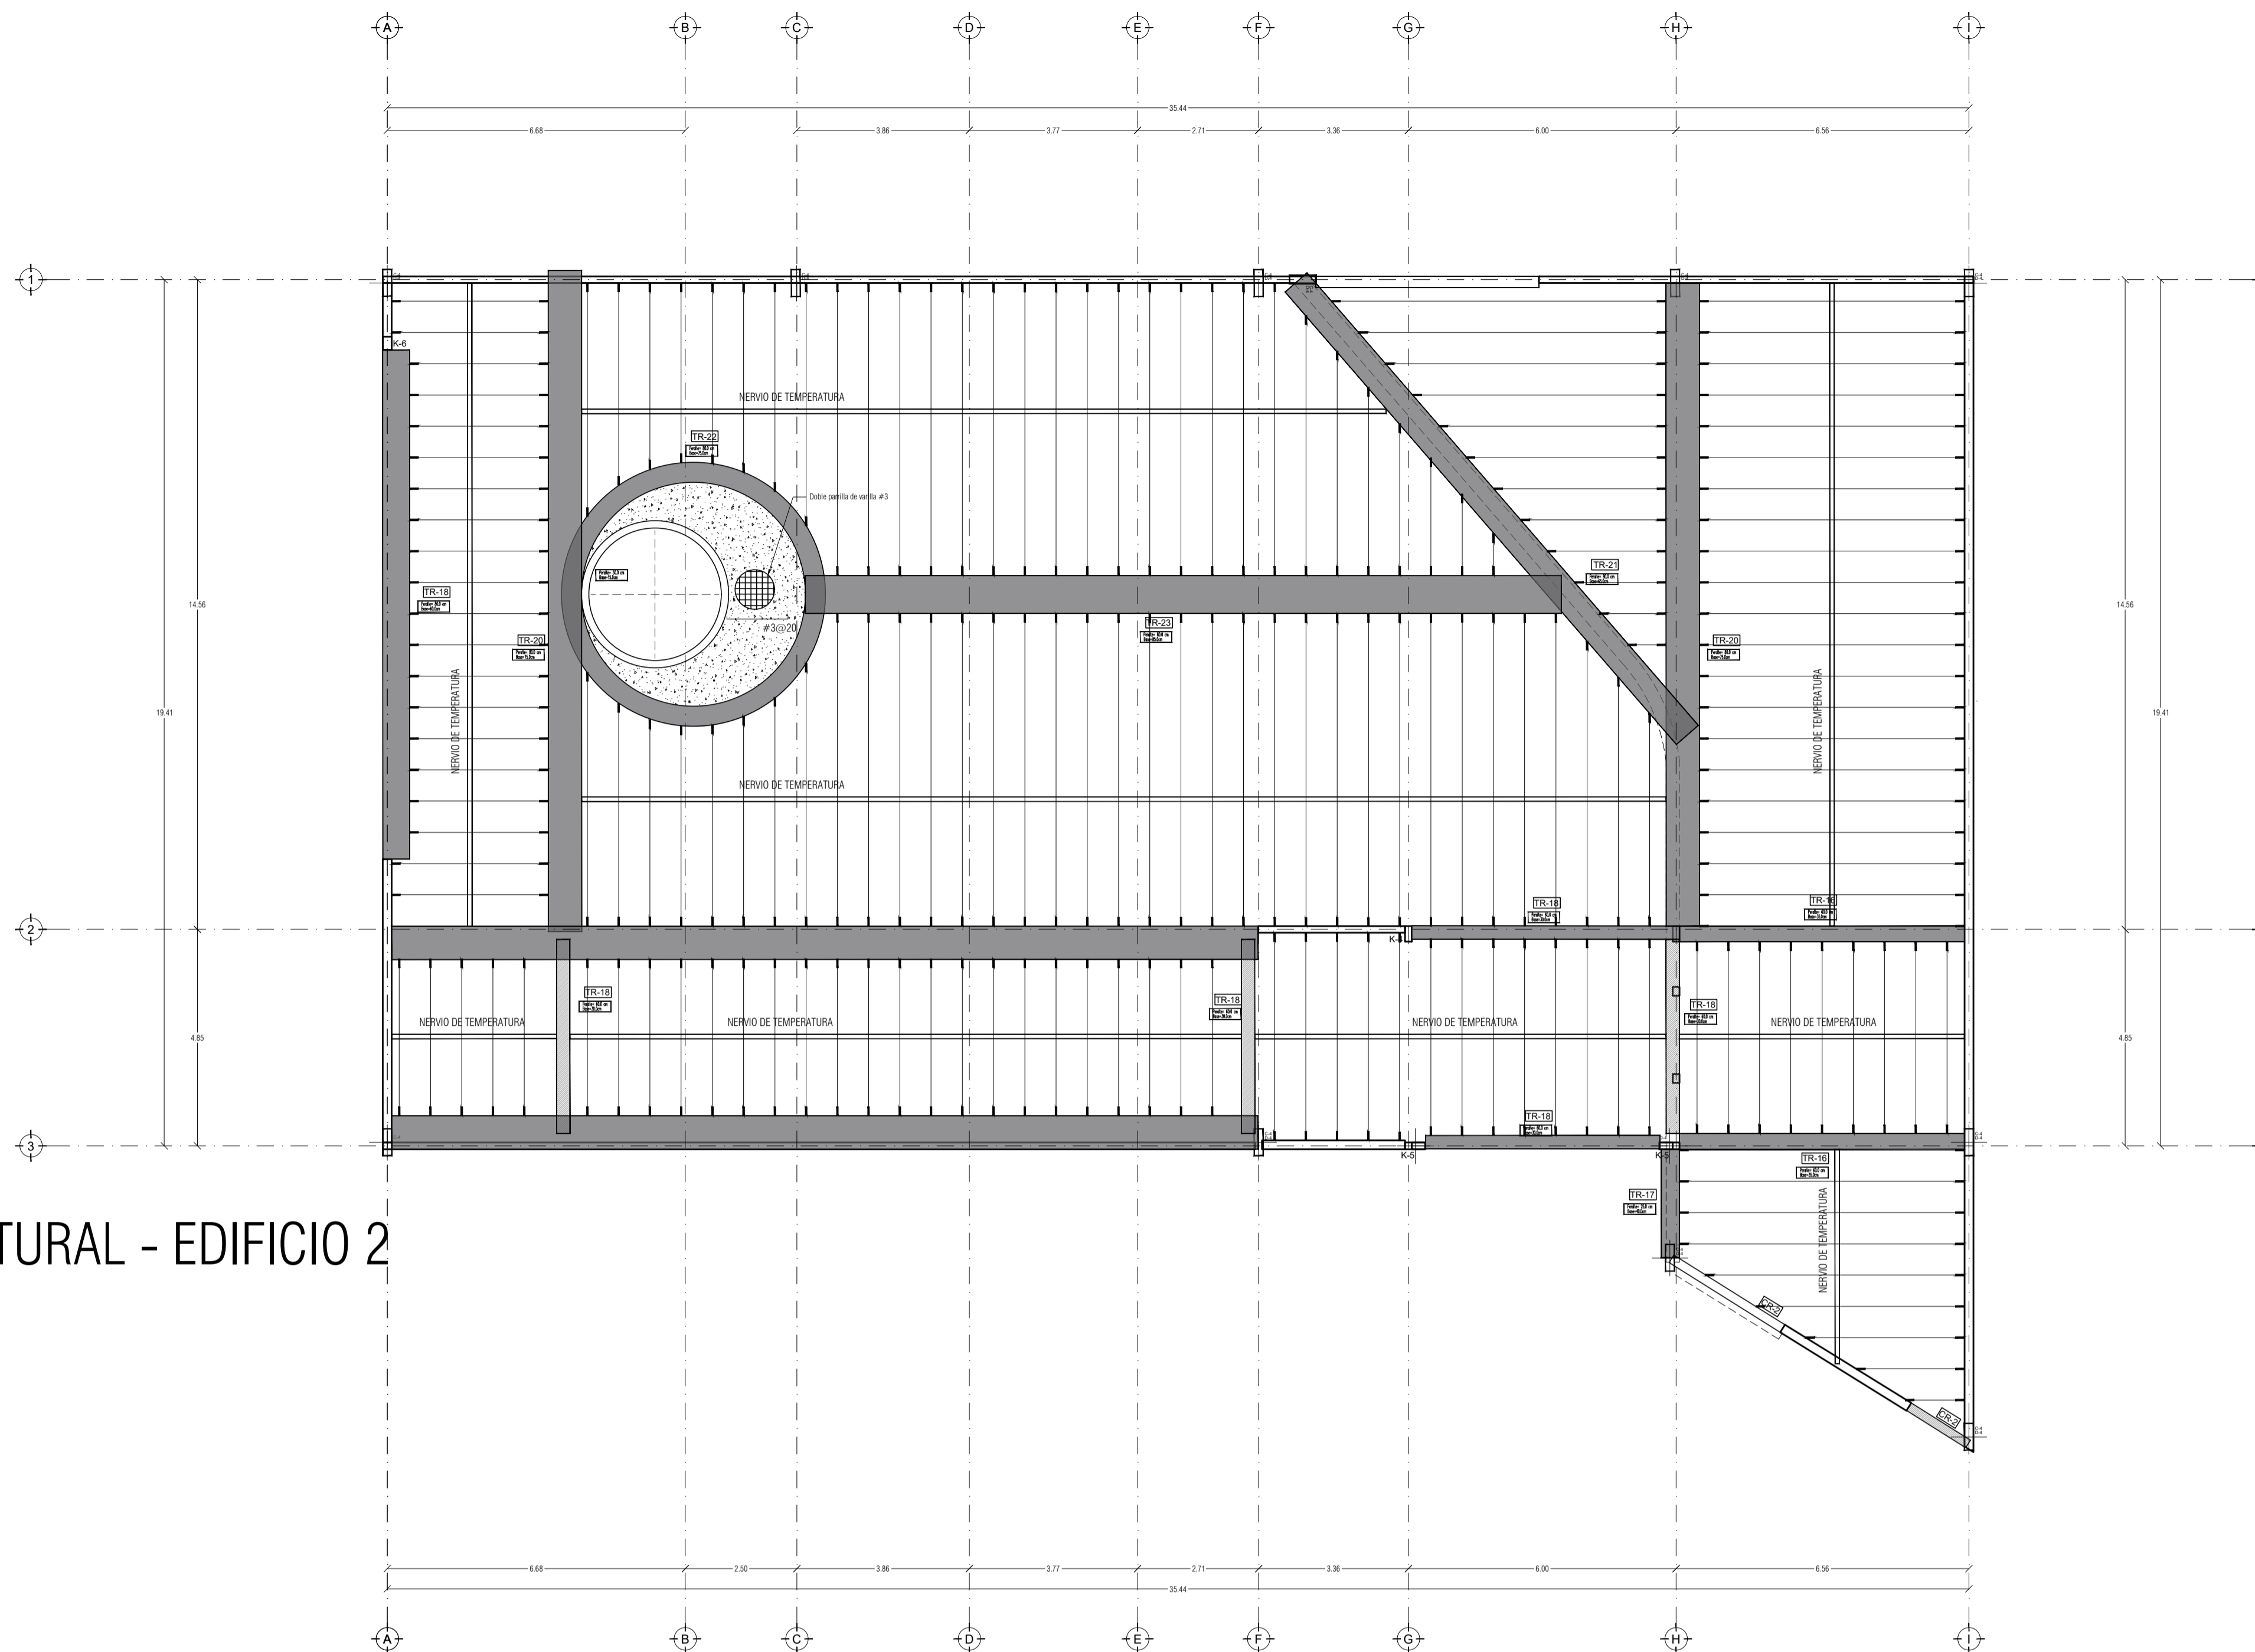 A B C D E F G H I
35.44
6.68 3.86 3.77 2.71 3.36 6.00 6.56
1
K-6
NERVIO DE TEMPERATURA
TR-22
Doble parrilla de varilla #3
TR-21
TR-18
14.56
14.56
#3@20
TR-23
TR-20
TR-20
19.41
19.41
NERVIO DE TEMPERATURA
NERVIO DE TEMPERATURA
NERVIO DE TEMPERATURA
TR-18
TR-16
2
TR-18
TR-18
TR-18
NERVIO DE TEMPERATURA
NERVIO DE TEMPERATURA
NERVIO DE TEMPERATURA
NERVIO DE TEMPERATURA
4.85
4.85
TR-18
3
K-5
K-5
TR-16
TR-17
NERVIO DE TEMPERATURA
TURAL - EDIFICIO 2
CR-2
CR-2
6.68 2.50 3.86 3.77 2.71 3.36 6.00 6.56
35.44
A B C D E F G H I